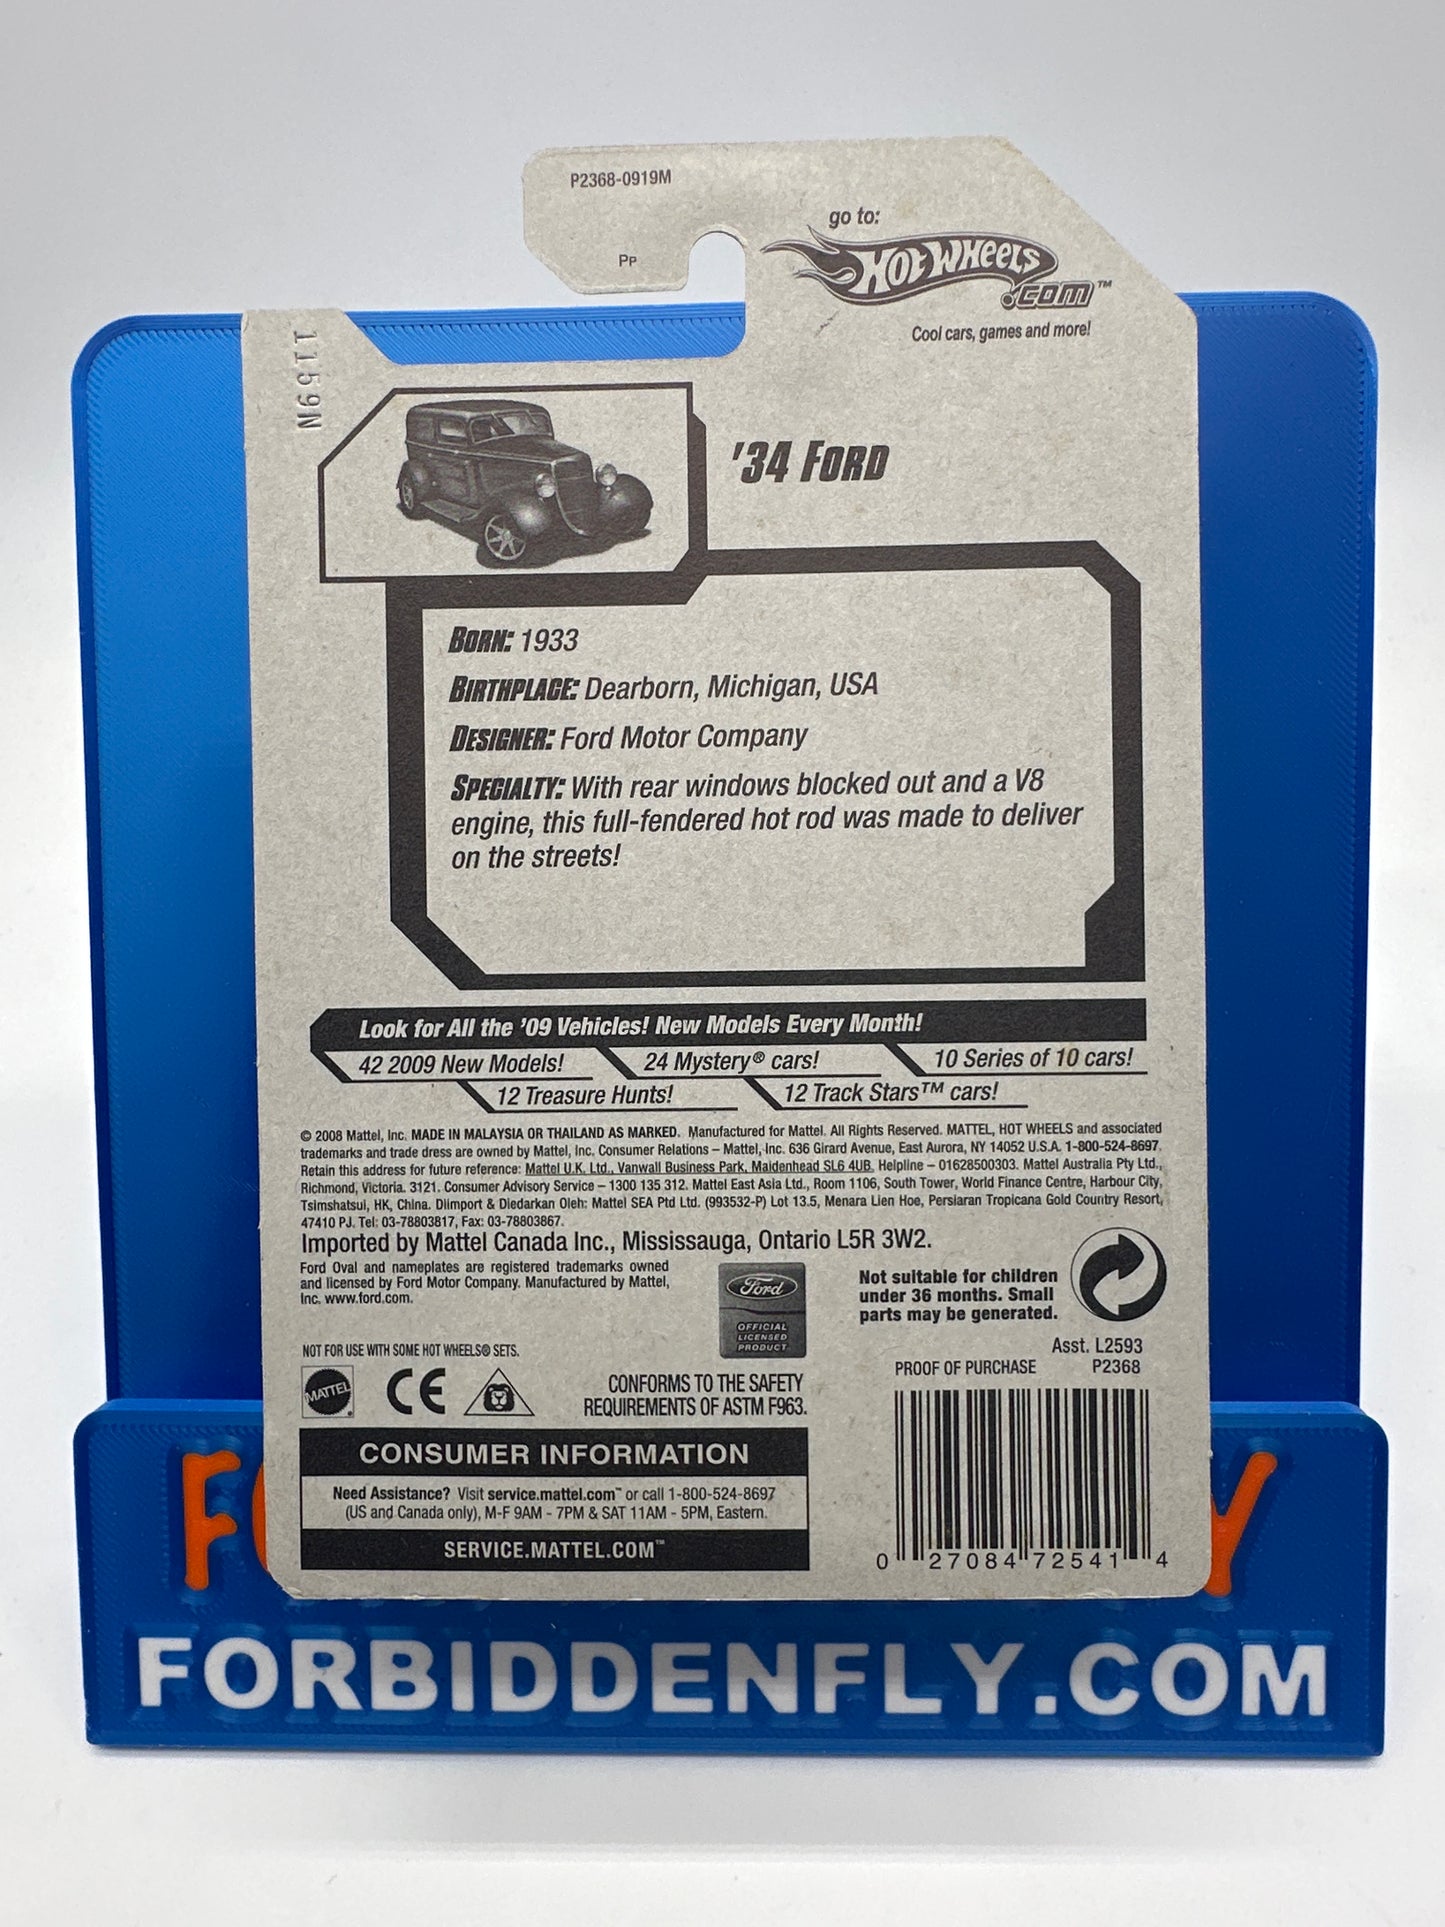 P2368-0919M
Pp
go to:
HOT WHEELS
.COM™
Cool cars, games and more!
1159N
'34 FORD
BORN: 1933
BIRTHPLACE: Dearborn, Michigan, USA
DESIGNER: Ford Motor Company
SPECIALTY: With rear windows blocked out and a V8
engine, this full-fendered hot rod was made to deliver
on the streets!
Look for All the '09 Vehicles! New Models Every Month!
42 2009 New Models!
24 Mystery® cars!
10 Series of 10 cars!
12 Treasure Hunts!
12 Track Stars™ cars!
© 2008 Mattel, Inc. MADE IN MALAYSIA OR THAILAND AS MARKED. Manufactured for Mattel. All Rights Reserved. MATTEL, HOT WHEELS and associated
trademarks and trade dress are owned by Mattel, Inc. Consumer Relations – Mattel, Inc. 636 Girard Avenue, East Aurora, NY 14052 U.S.A. 1-800-524-8697.
Retain this address for future reference: Mattel U.K. Ltd., Vanwall Business Park, Maidenhead SL6 4UB. Helpline – 01628500303. Mattel Australia Pty Ltd.,
Richmond, Victoria. 3121. Consumer Advisory Service – 1300 135 312. Mattel East Asia Ltd., Room 1106, South Tower, World Finance Centre, Harbour City,
Tsimshatsui, HK, China. Diimport & Diedarkan Oleh: Mattel SEA Ptd Ltd. (993532-P) Lot 13.5, Menara Lien Hoe, Persiaran Tropicana Gold Country Resort,
47410 PJ. Tel: 03-78803817, Fax: 03-78803867.
Imported by Mattel Canada Inc., Mississauga, Ontario L5R 3W2.
Ford Oval and nameplates are registered trademarks owned
and licensed by Ford Motor Company. Manufactured by Mattel,
Inc. www.ford.com.
Ford
OFFICIAL
LICENSED
PRODUCT
Not suitable for children
under 36 months. Small
parts may be generated.
NOT FOR USE WITH SOME HOT WHEELS® SETS.
Asst. L2593
PROOF OF PURCHASE P2368
MATTEL
CE
CONFORMS TO THE SAFETY
REQUIREMENTS OF ASTM F963.
CONSUMER INFORMATION
Need Assistance? Visit service.mattel.com™ or call 1-800-524-8697
(US and Canada only), M-F 9AM - 7PM & SAT 11AM - 5PM, Eastern.
SERVICE.MATTEL.COM™
0 27084 72541 4
FORBIDDENFLY.COM